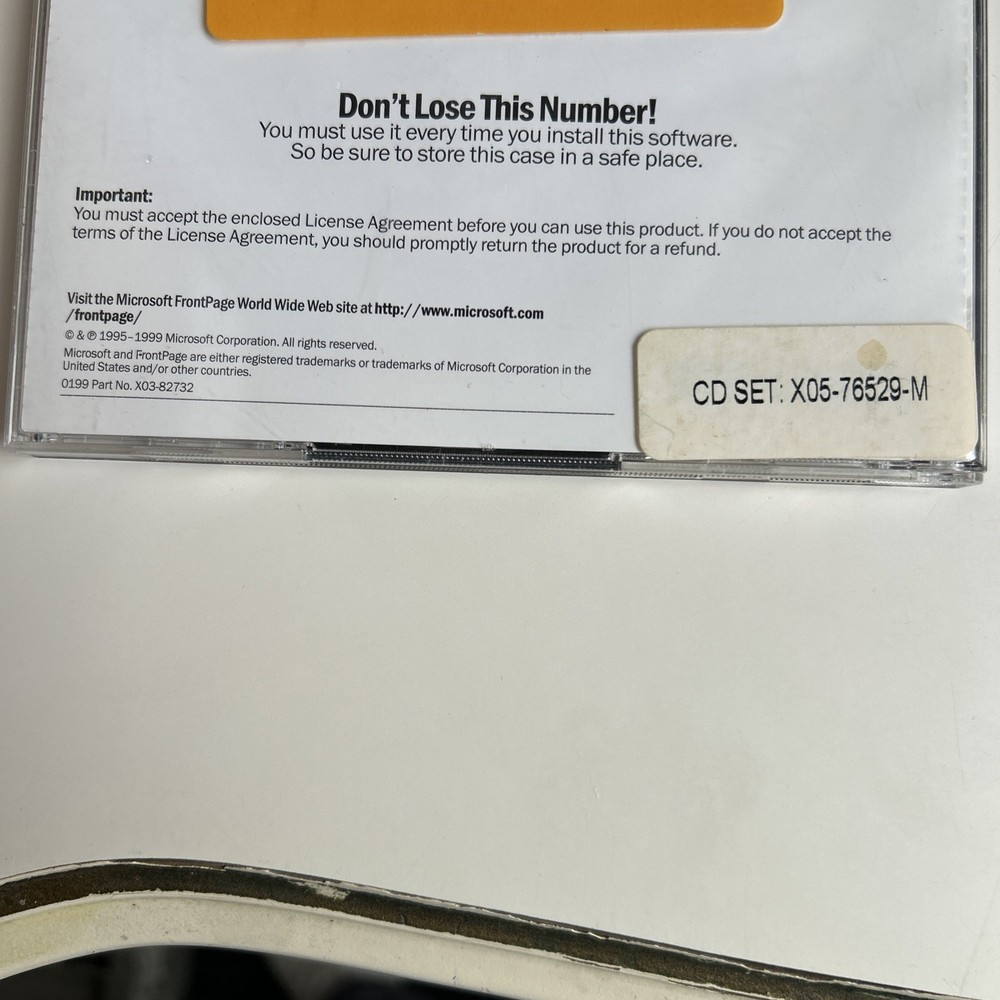 Don't Lose This Number!
You must use it every time you install this software.
So be sure to store this case in a safe place.
Important:
You must accept the enclosed License Agreement before you can use this product. If you do not accept the
terms of the License Agreement, you should promptly return the product for a refund.
Visit the Microsoft FrontPage World Wide Web site at http://www.microsoft.com
/frontpage/
© & ℗ 1995–1999 Microsoft Corporation. All rights reserved.
Microsoft and FrontPage are either registered trademarks or trademarks of Microsoft Corporation in the
United States and/or other countries.
0199 Part No. X03-82732
CD SET: X05-76529-M